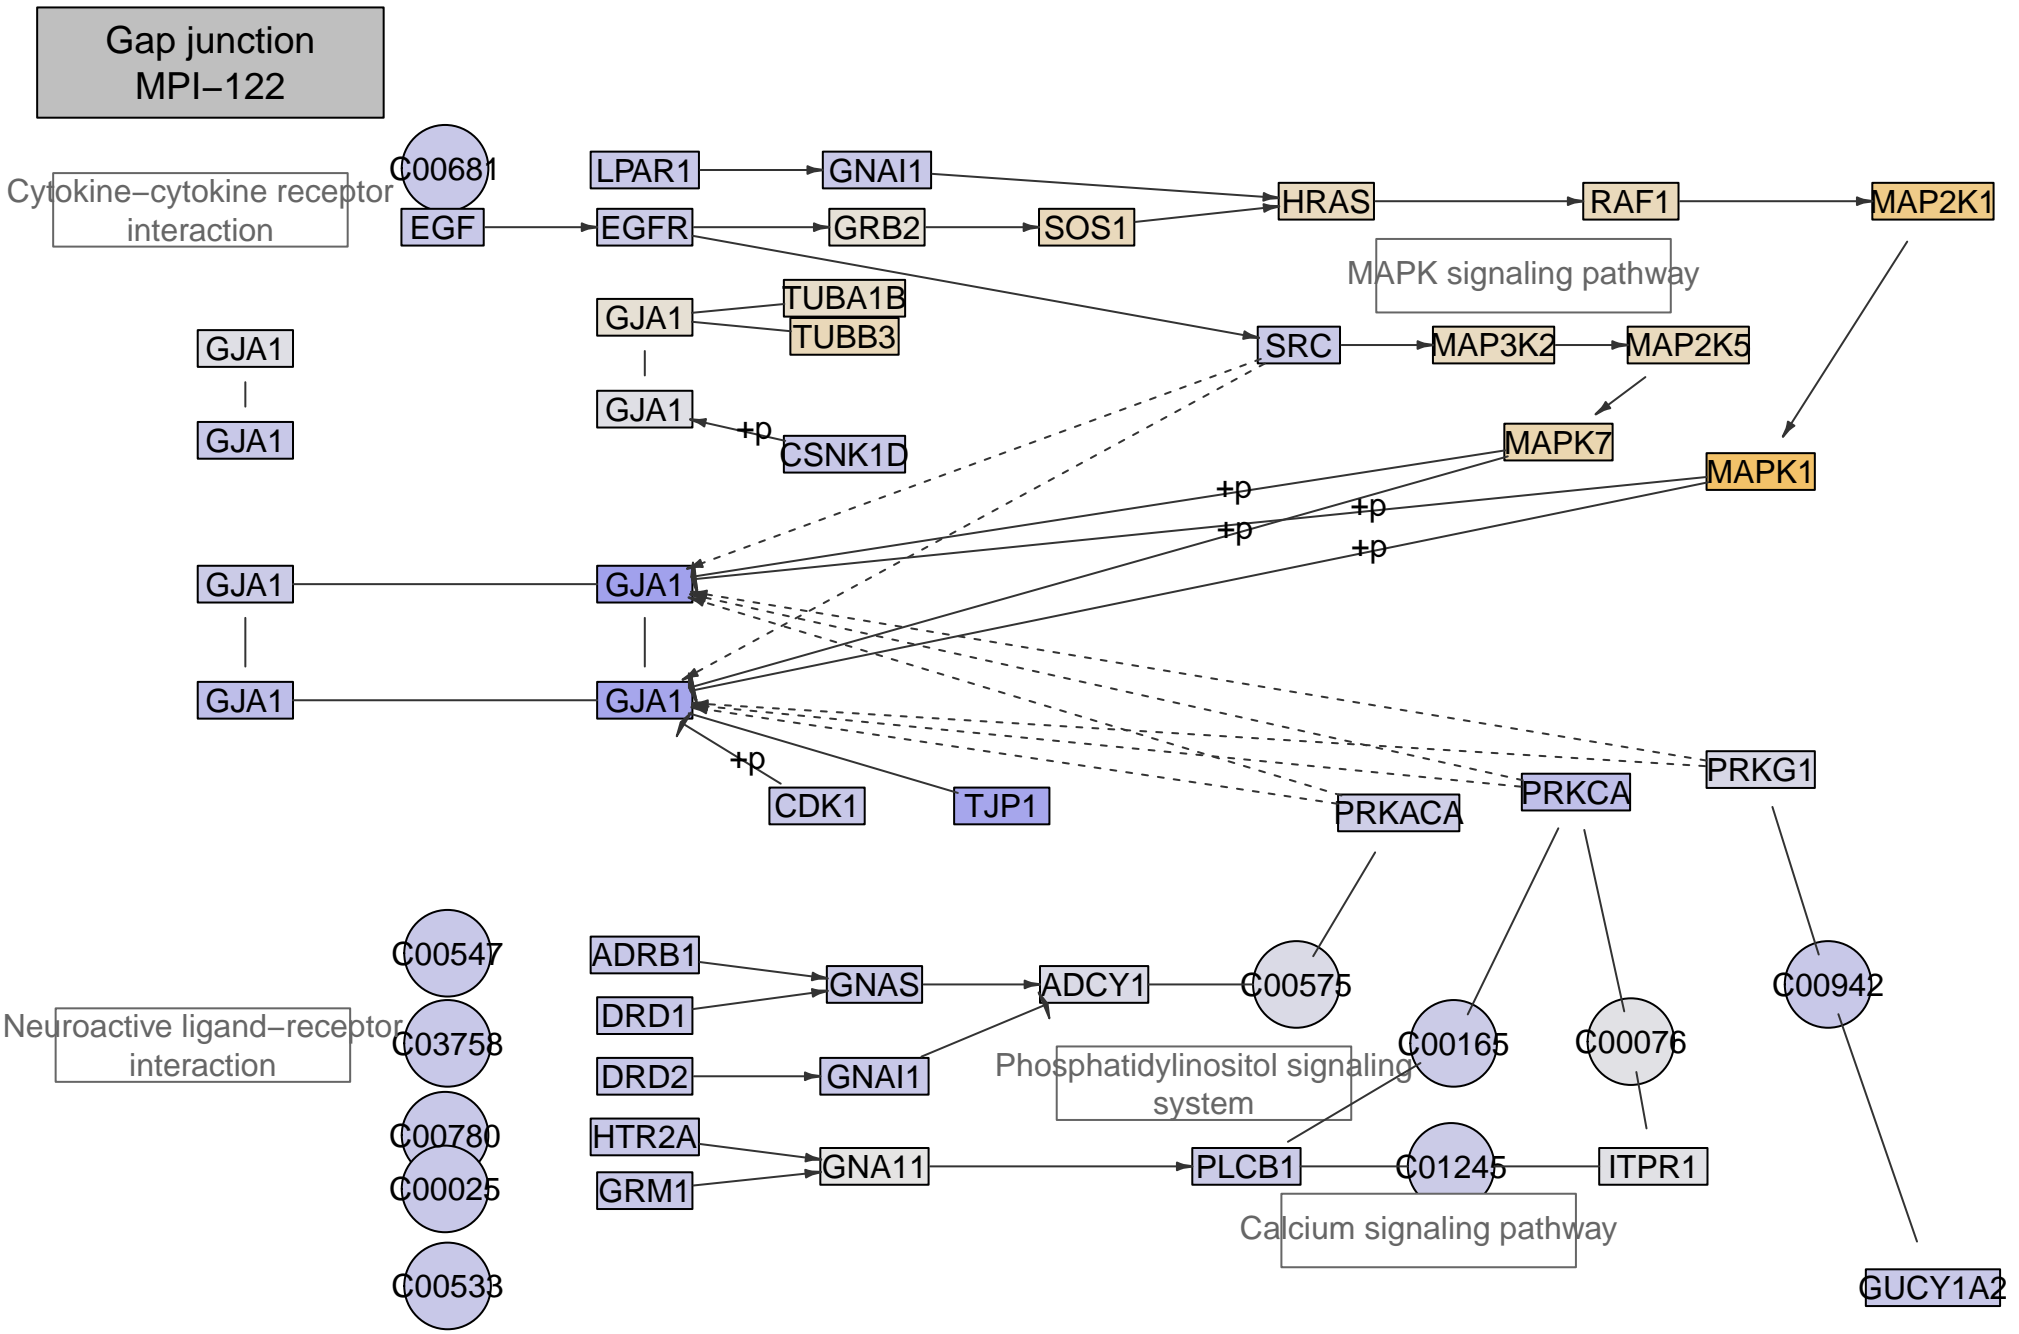 Gap junction
MPI−122
C00681
LPAR1
GNAI1
Cytokine−cytokine receptor
interaction
HRAS
RAF1
MAP2K1
EGF
EGFR
GRB2
SOS1
MAPK signaling pathway
TUBA1B
GJA1
TUBB3
GJA1
SRC
MAP3K2
MAP2K5
GJA1
+p
GJA1
CSNK1D
MAPK7
MAPK1
+p
+p
+p
+p
GJA1
GJA1
GJA1
GJA1
+p
CDK1
TJP1
PRKACA
PRKCA
PRKG1
C00547
ADRB1
GNAS
ADCY1
C00575
C00942
DRD1
Neuroactive ligand−receptor
interaction
C03758
C00165
C00076
DRD2
GNAI1
Phosphatidylinositol signaling
system
C00780
HTR2A
GNA11
PLCB1
C01245
ITPR1
C00025
GRM1
Calcium signaling pathway
C00533
GUCY1A2